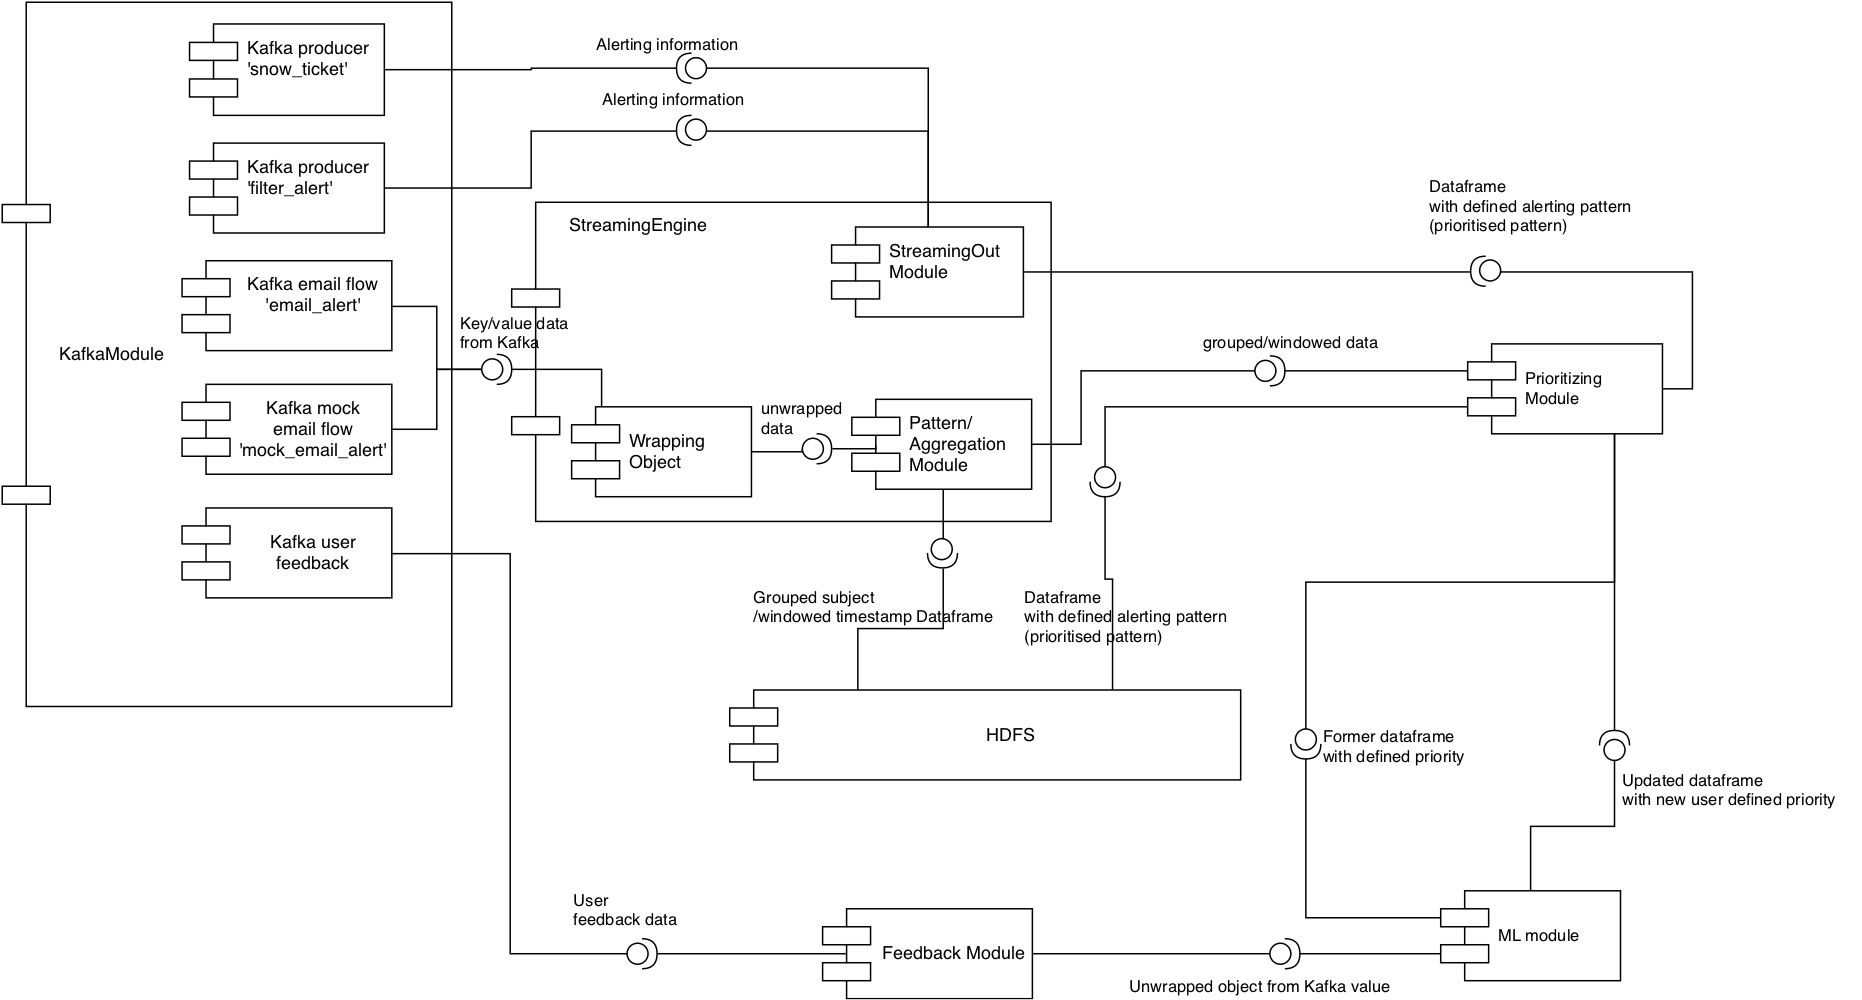 Kafka producer
'snow_ticket'
Alerting information
Alerting information
Kafka producer
'filter_alert'
Dataframe
with defined alerting pattern
(prioritised pattern)
StreamingEngine
StreamingOut
Module
Kafka email flow
'email_alert'
Key/value data
from Kafka
KafkaModule
grouped/windowed data
Prioritizing
Module
Kafka mock
email flow
'mock_email_alert'
unwrapped
data
Wrapping
Object
Pattern/
Aggregation
Module
Kafka user
feedback
Grouped subject
/windowed timestamp Dataframe
Dataframe
with defined alerting pattern
(prioritised pattern)
HDFS
Former dataframe
with defined priority
Updated dataframe
with new user defined priority
User
feedback data
Feedback Module
ML module
Unwrapped object from Kafka value